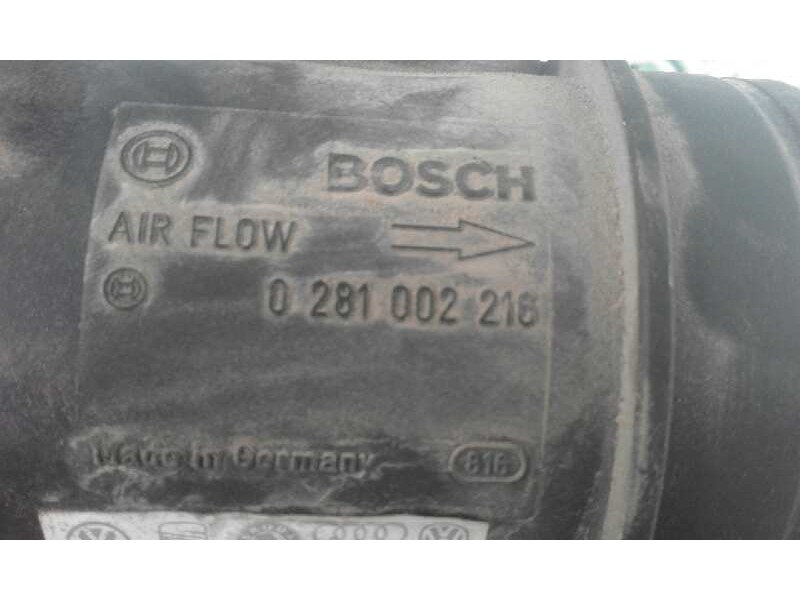 BOSCH
AIR FLOW
0 281 002 216
Made in Germany 816